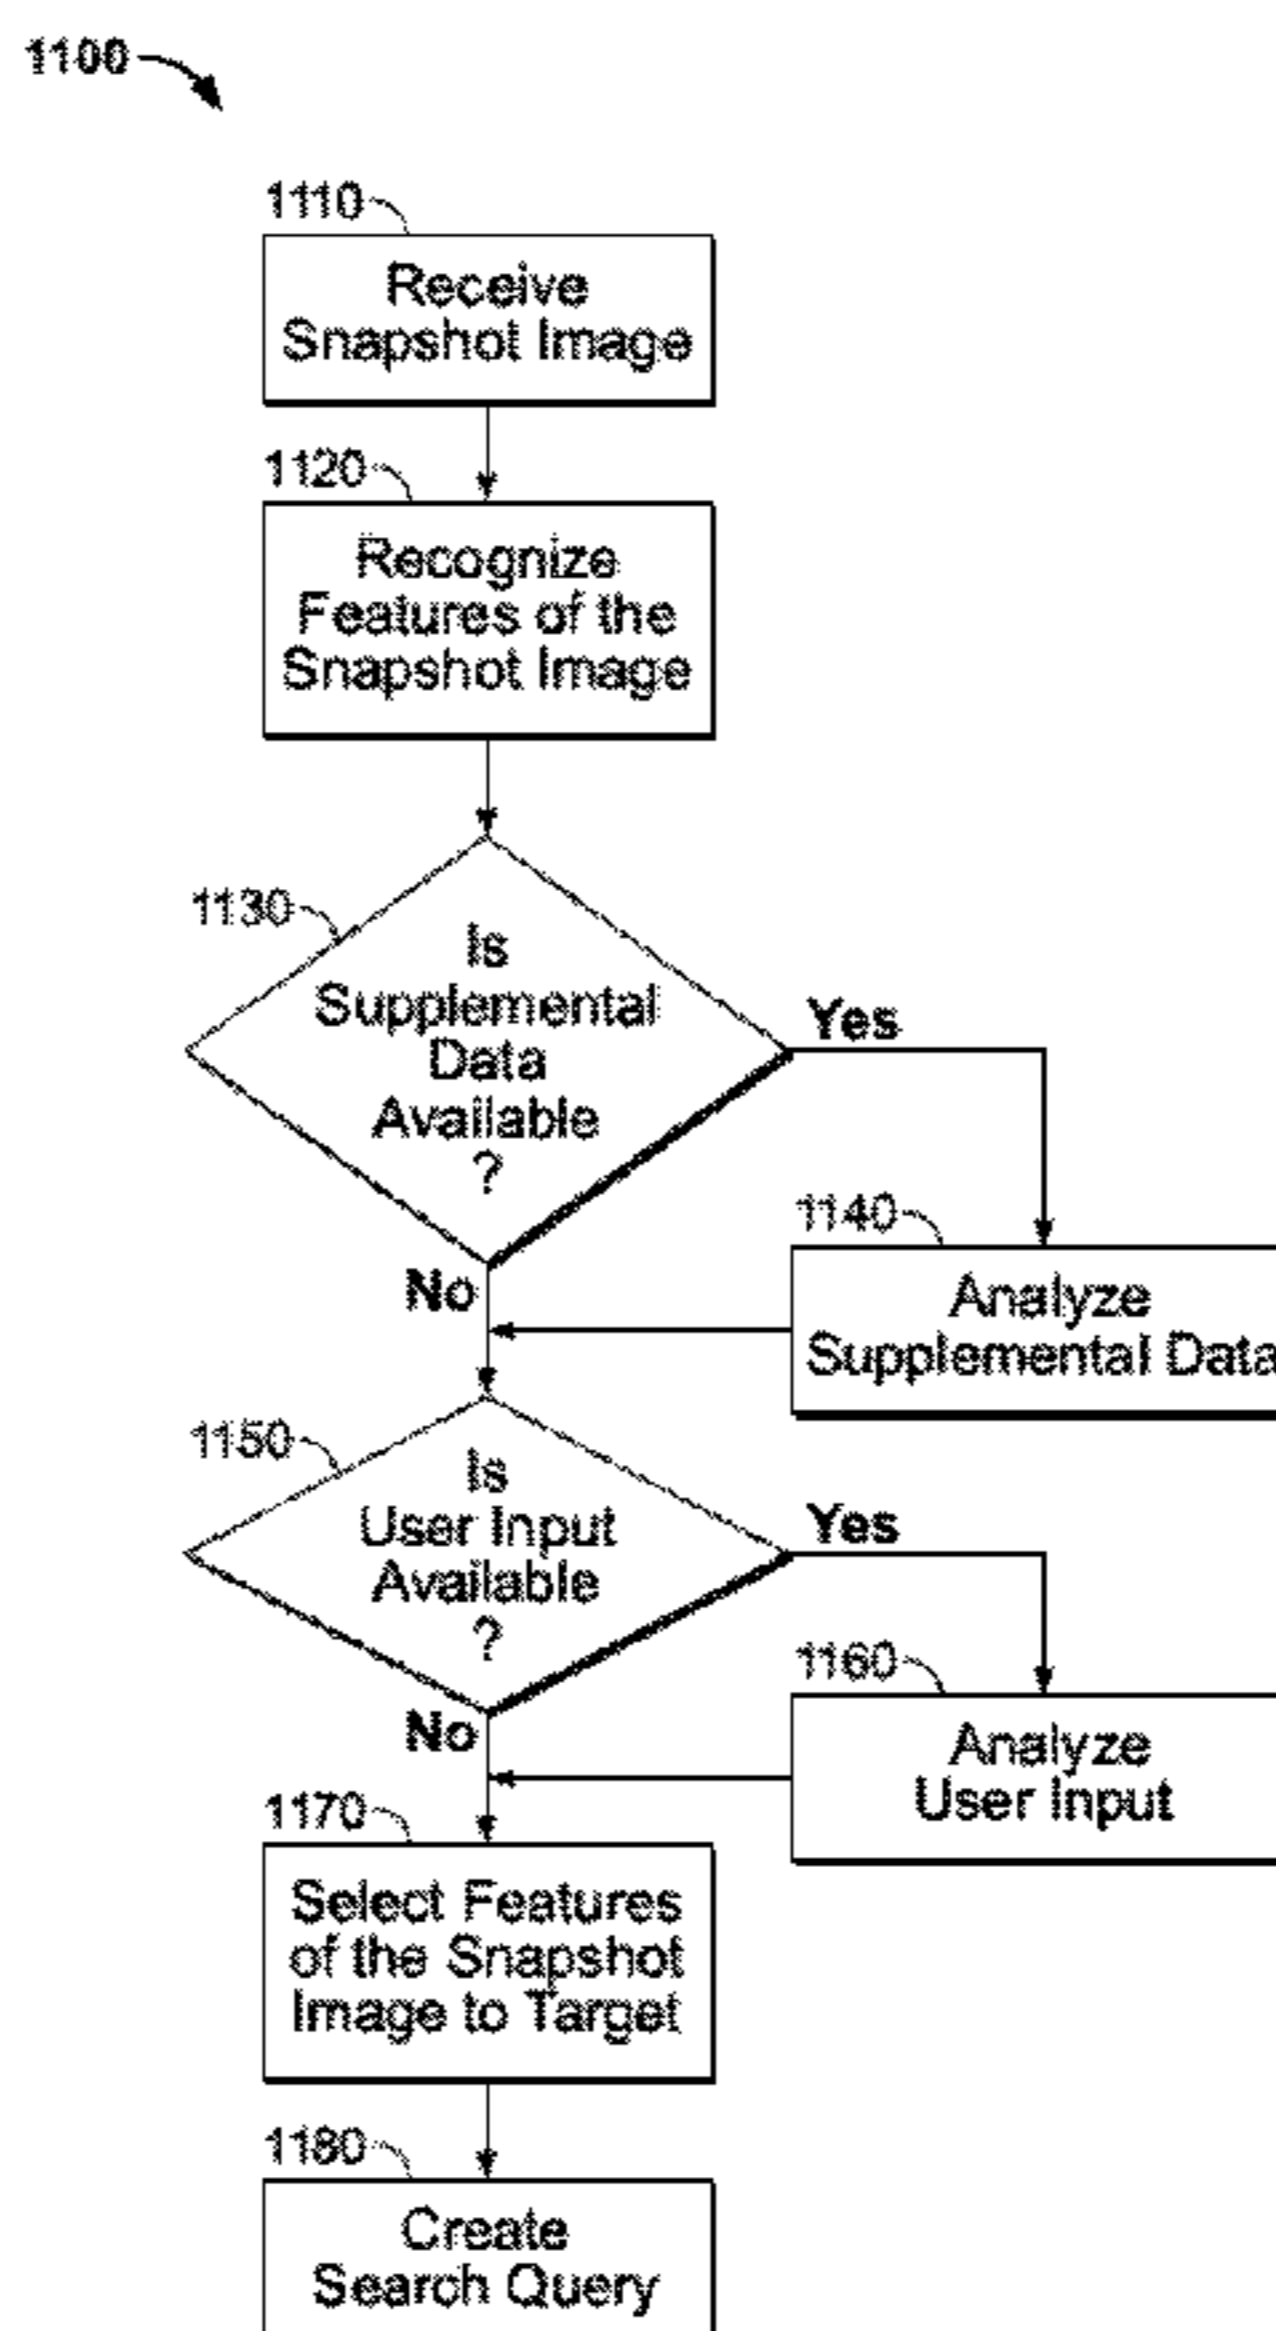 1100
1110
Receive
Snapshot Image
1120
Recognize
Features of the
Snapshot Image
1130
Is
Supplemental
Data
Available
?
Yes
No
1140
Analyze
Supplemental Data
1150
Is
User Input
Available
?
Yes
No
1160
Analyze
User Input
1170
Select Features
of the Snapshot
Image to Target
1180
Create
Search Query